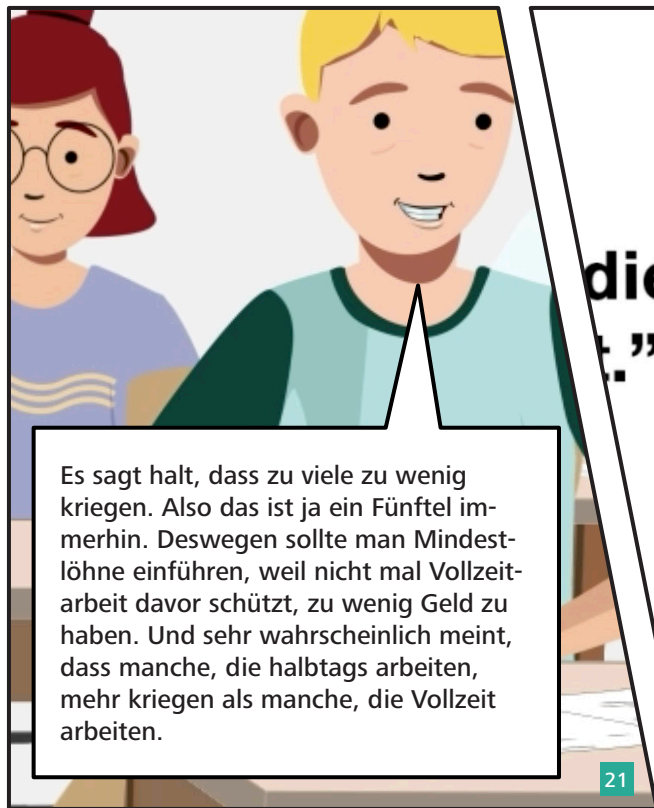 die
t.”
Es sagt halt, dass zu viele zu wenig
kriegen. Also das ist ja ein Fünftel im-
merhin. Deswegen sollte man Mindest-
löhne einführen, weil nicht mal Vollzeit-
arbeit davor schützt, zu wenig Geld zu
haben. Und sehr wahrscheinlich meint,
dass manche, die halbtags arbeiten,
mehr kriegen als manche, die Vollzeit
arbeiten.
21